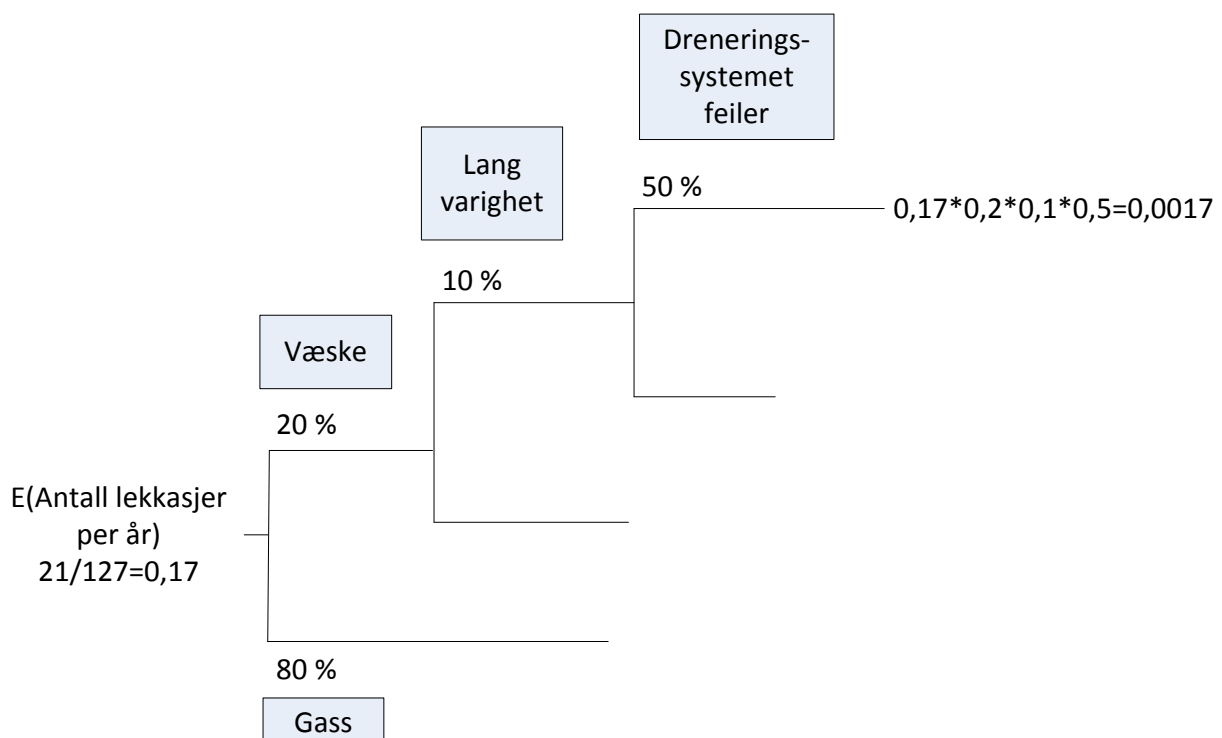 Drenerings-
systemet
feiler
Lang
varighet
50 %
0,17*0,2*0,1*0,5=0,0017
10 %
Væske
20 %
E(Antall lekkasjer
per år)
21/127=0,17
80 %
Gass